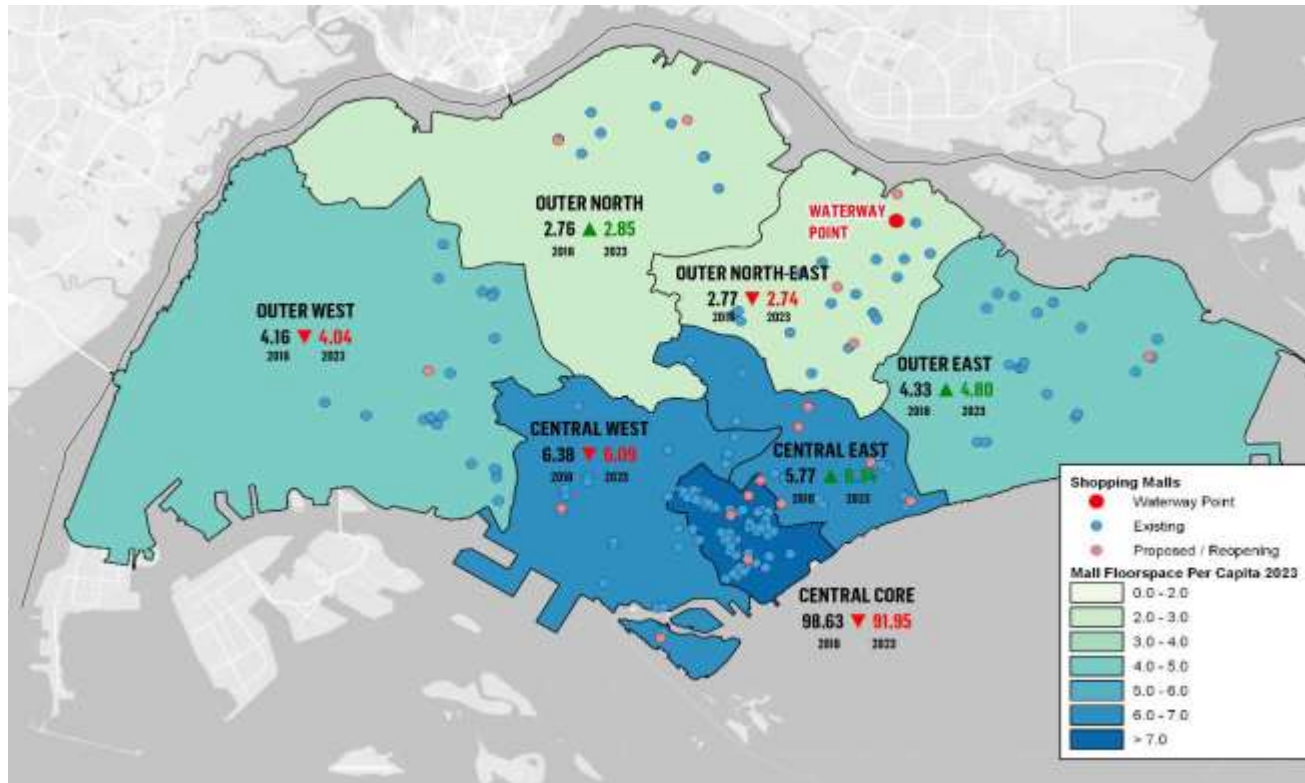 OUTER NORTH
2.76 ▲ 2.85
2018 2023
WATERWAY
POINT
OUTER NORTH-EAST
2.77 ▼ 2.74
2018 2023
OUTER WEST
4.16 ▼ 4.04
2018 2023
OUTER EAST
4.33 ▲ 4.80
2018 2023
CENTRAL WEST
6.38 ▼ 6.09
2018 2023
CENTRAL EAST
5.77 ▲
2018 2023
CENTRAL CORE
98.63 ▼ 91.95
2018 2023
Shopping Malls
Waterway Point
Existing
Proposed / Reopening
Mall Floorspace Per Capita 2023
0.0 - 2.0
2.0 - 3.0
3.0 - 4.0
4.0 - 5.0
5.0 - 6.0
6.0 - 7.0
> 7.0